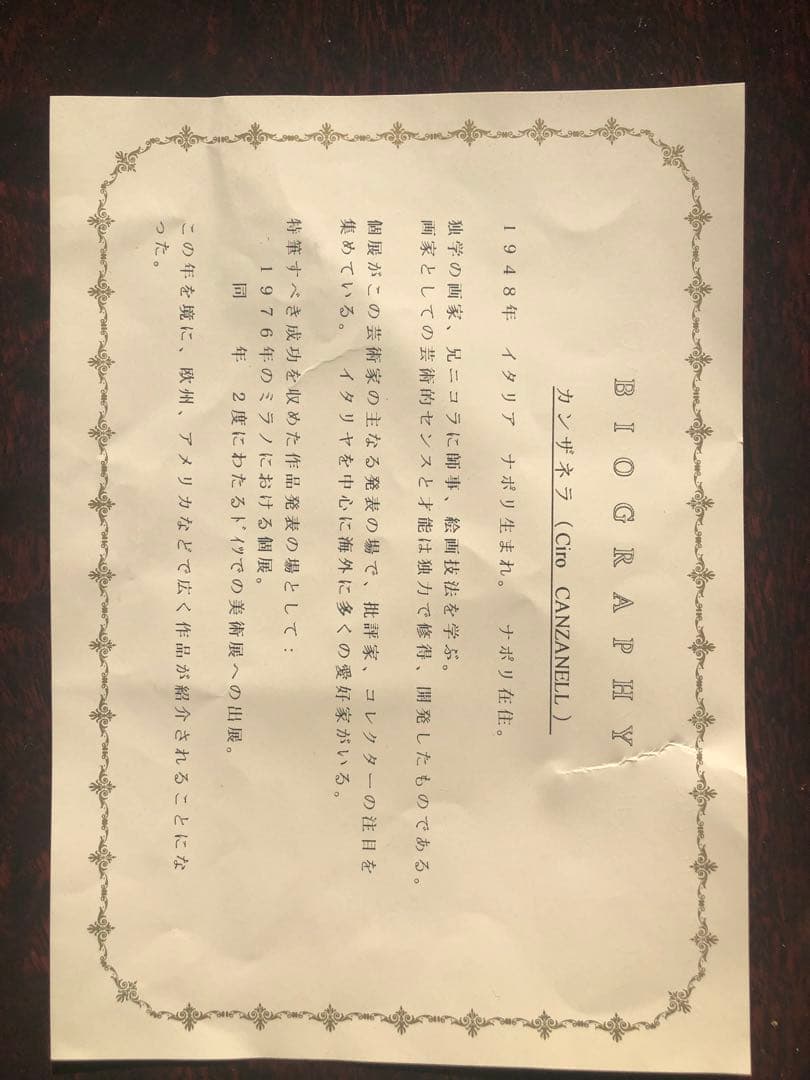 BIOGRAPHY
カンザネラ（Ciro CANZANELL）
1948年 イタリア ナポリ生まれ。 ナポリ在住。
独学の画家、兄ニコラに師事、絵画技法を学ぶ。
画家としての芸術的センスと才能は独力で修得、開発したものである。
個展がこの芸術家の主なる発表の場で、批評家、コレクターの注目を
集めている。 イタリヤを中心に海外に多くの愛好家がいる。
特筆すべき成功を収めた作品発表の場として：
1976年のミラノにおける個展。
同 年 2度にわたるドイツでの美術展への出展。
この年を境に、欧州、アメリカなどで広く作品が紹介されることにな
った。